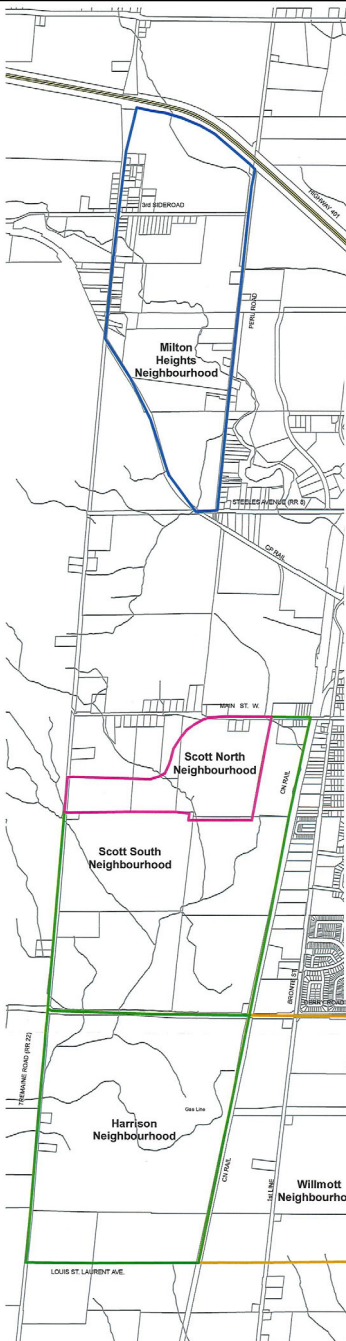 HIGHWAY 401
3rd SIDEROAD
PERU ROAD
Milton
Heights
Neighbourhood
STEELES AVENUE (RR 8)
CP RAIL
MAIN ST. W.
Scott North
Neighbourhood
CN RAIL
Scott South
Neighbourhood
BRONTE ST.
TREMAINE ROAD (RR 22)
Gas Line
Harrison
Neighbourhood
CN RAIL
1st LINE
Willmott
Neighbourho
LOUIS ST. LAURENT AVE.